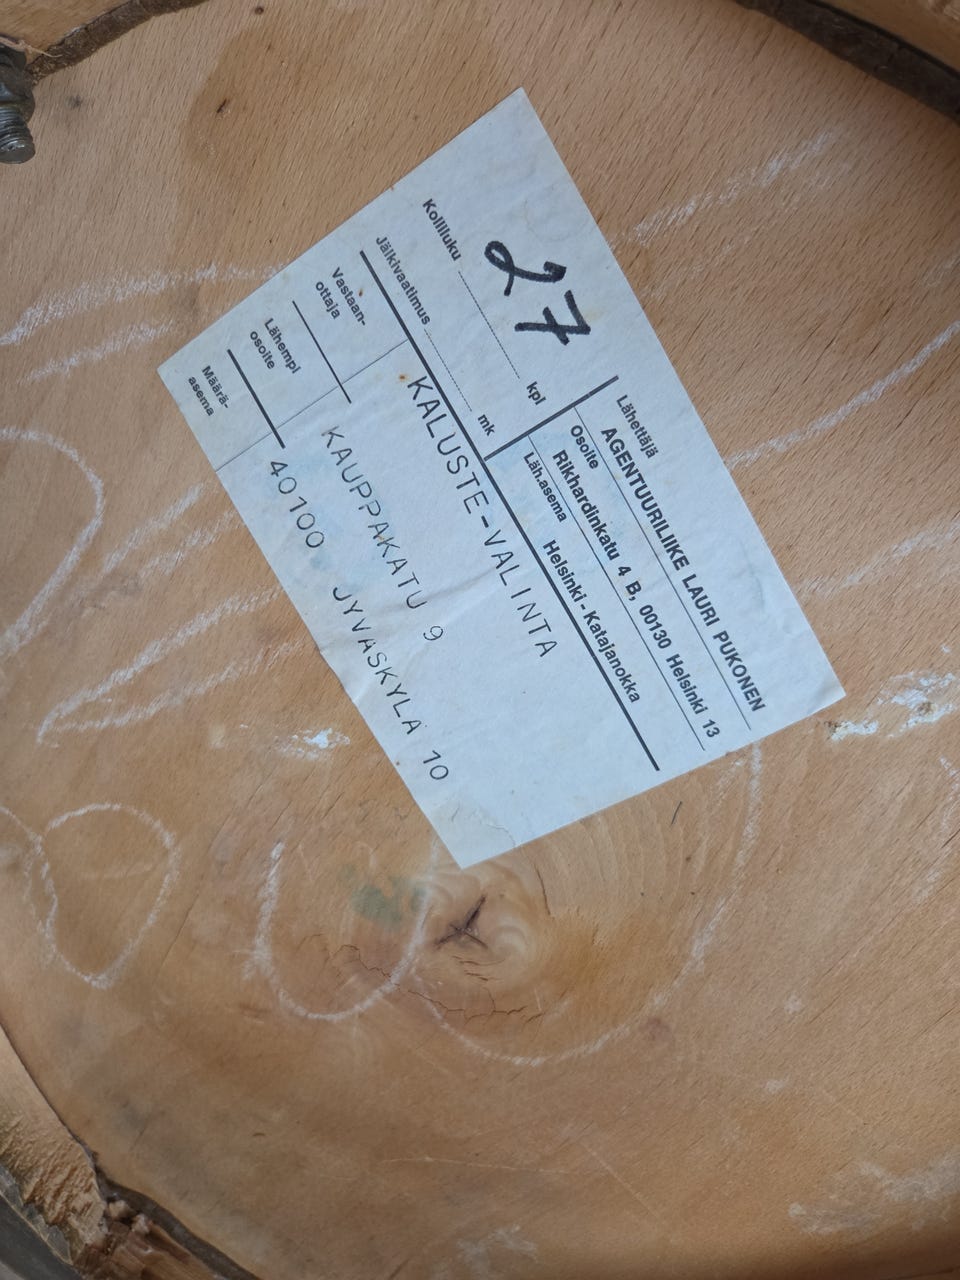 Lähettäjä
AGENTUURILIIKE LAURI PUKONEN
Osoite
Rikhardinkatu 4 B, 00130 Helsinki 13
Läh.asema Helsinki - Katajanokka
Kolliluku 27 kpl
Jälkivaatimus mk
Vastaan-
ottaja
KALUSTE-VALINTA
Lähempi
osoite
KAUPPAKATU 9
Määrä-
asema
40100 JYVÄSKYLÄ 10